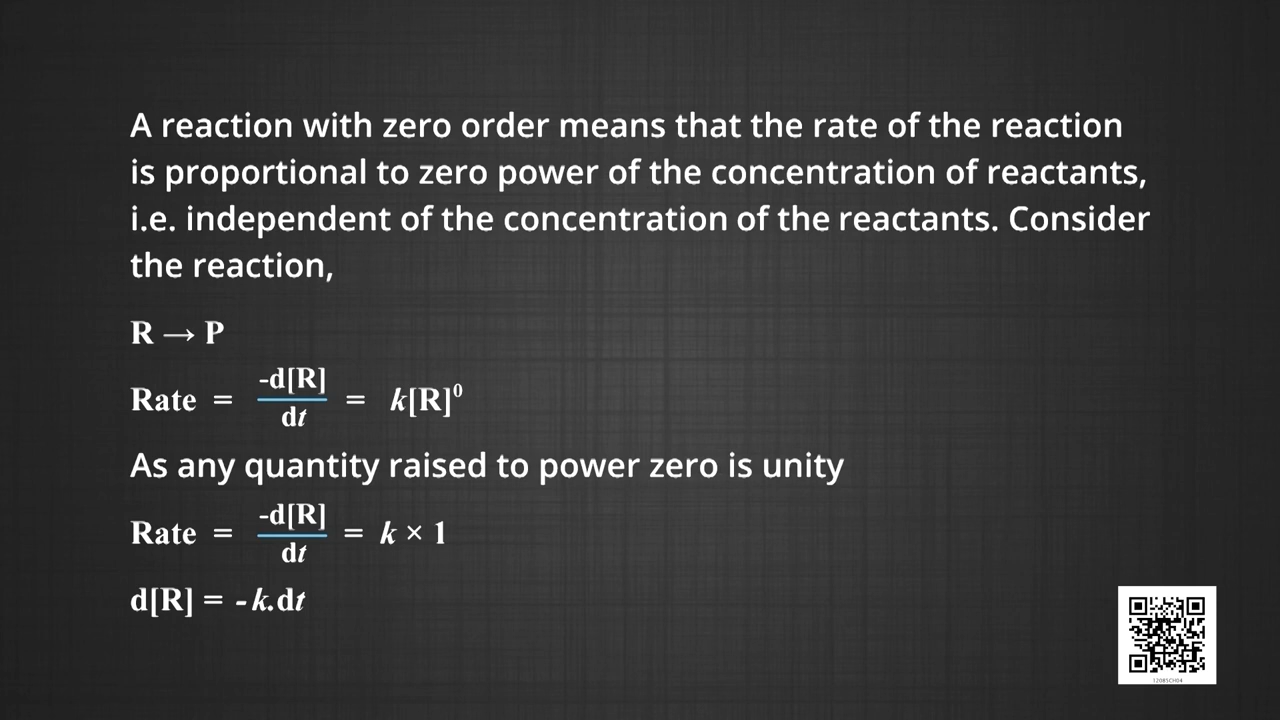 A reaction with zero order means that the rate of the reaction
is proportional to zero power of the concentration of reactants,
i.e. independent of the concentration of the reactants. Consider
the reaction,
R → P
Rate = -d[R]/dt = k[R]⁰
As any quantity raised to power zero is unity
Rate = -d[R]/dt = k × 1
d[R] = -k.dt
12085CH04